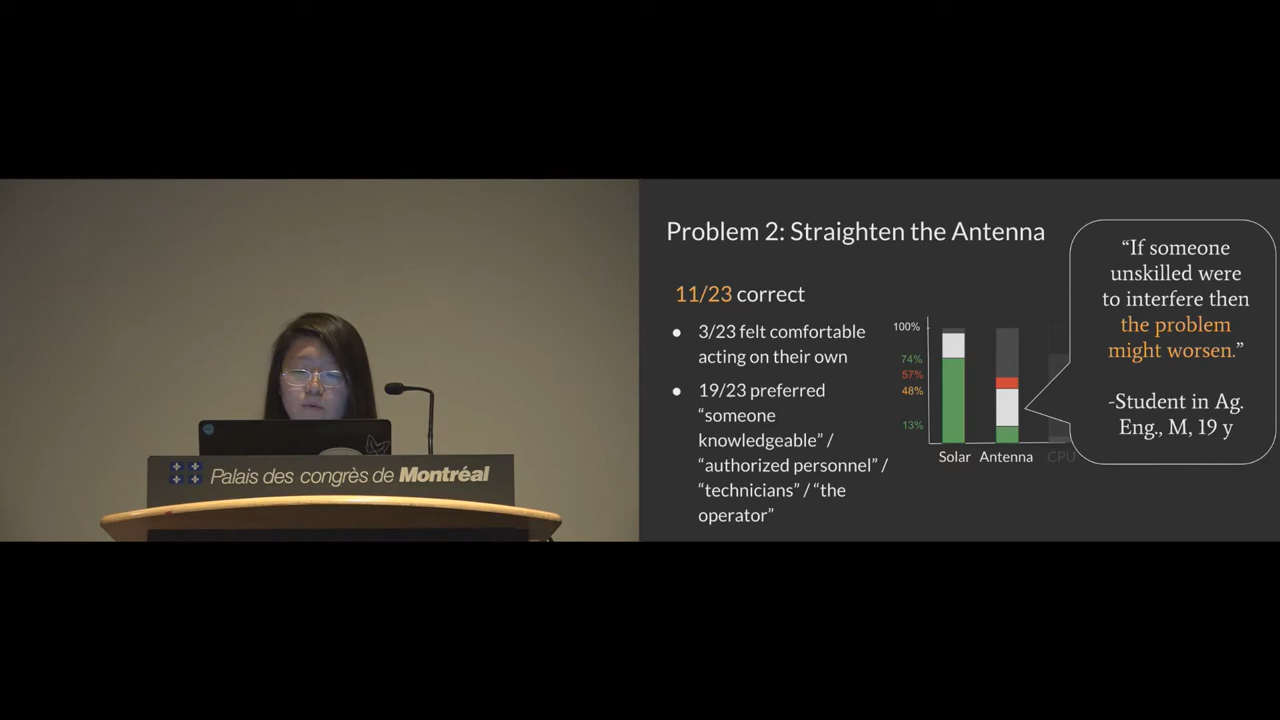 Palais des congrès de Montréal
Problem 2: Straighten the Antenna
11/23 correct
● 3/23 felt comfortable
acting on their own
● 19/23 preferred
“someone
knowledgeable” /
“authorized personnel” /
“technicians” / “the
operator”
100%
74%
57%
48%
13%
Solar Antenna CPU
“If someone
unskilled were
to interfere then
the problem
might worsen.”
-Student in Ag.
Eng., M, 19 y